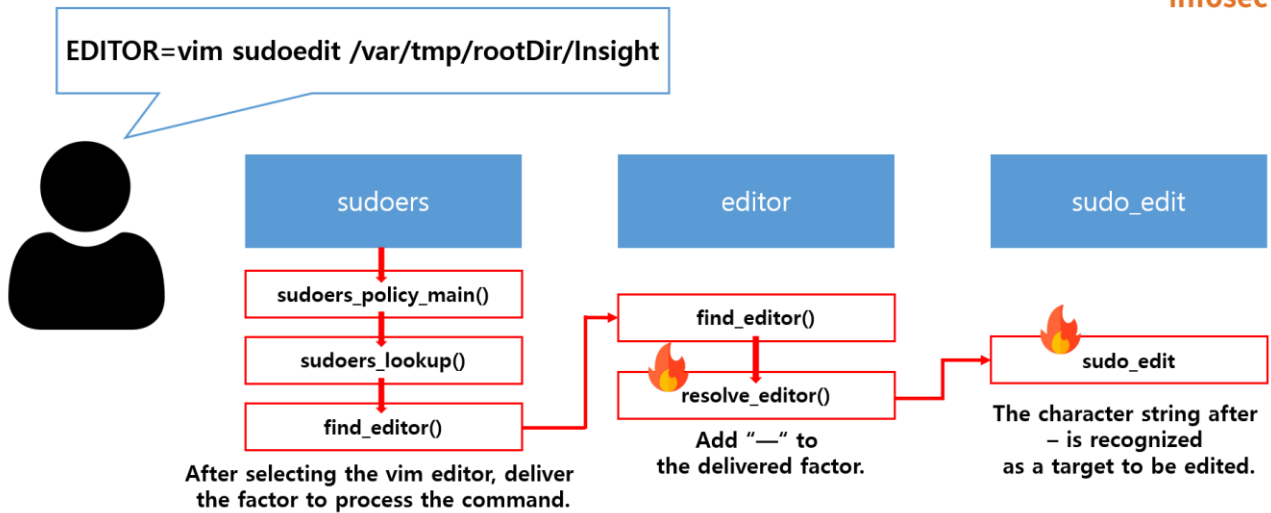 Infosec
EDITOR=vim sudoedit /var/tmp/rootDir/Insight
sudoers
editor
sudo_edit
sudoers_policy_main()
sudoers_lookup()
find_editor()
After selecting the vim editor, deliver
the factor to process the command.
find_editor()
resolve_editor()
Add “—“ to
the delivered factor.
sudo_edit
The character string after
– is recognized
as a target to be edited.